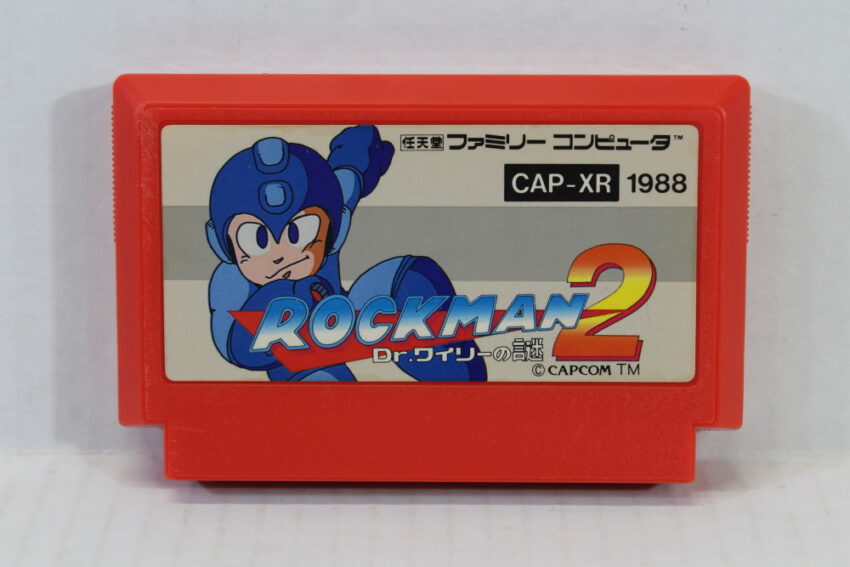 任天堂 ファミリー コンピュータ™
CAP-XR 1988
ROCKMAN 2
Dr.ワイリーの謎
©CAPCOM TM